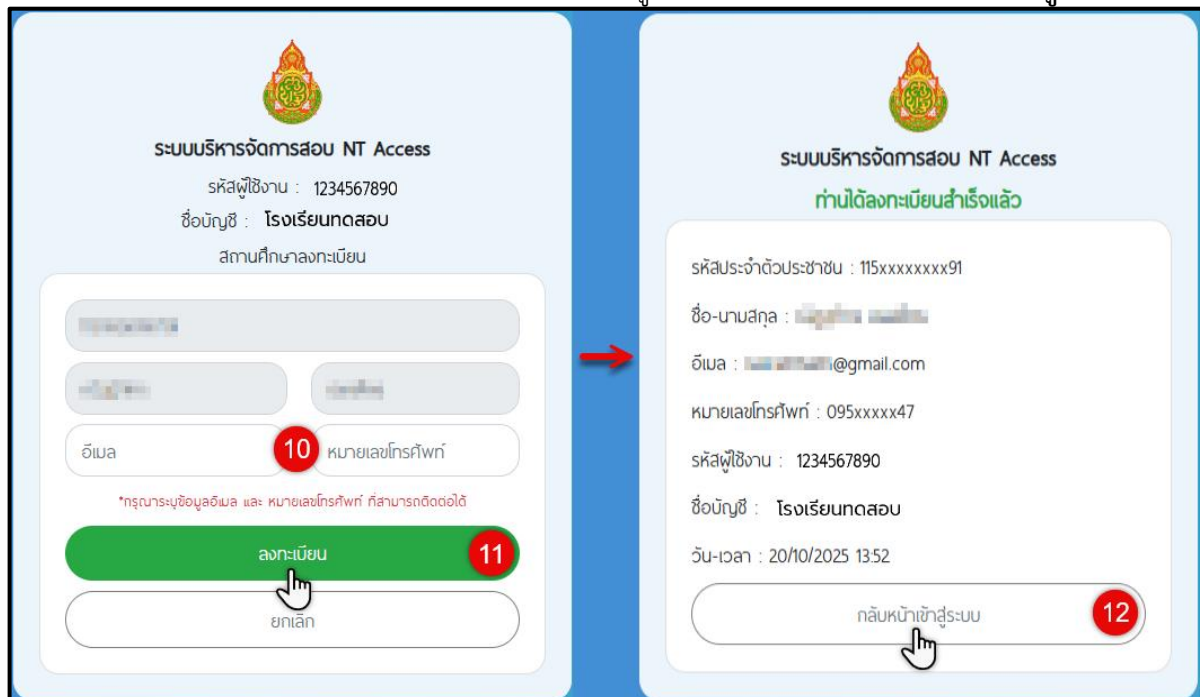 ระบบบริหารจัดการสอบ NT Access
รหัสผู้ใช้งาน : 1234567890
ชื่อบัญชี : โรงเรียนทดสอบ
สถานศึกษาลงทะเบียน
อีเมล
10
หมายเลขโทรศัพท์
*กรุณาระบุข้อมูลอีเมล และ หมายเลขโทรศัพท์ ที่สามารถติดต่อได้
ลงทะเบียน
11
ยกเลิก
ระบบบริหารจัดการสอบ NT Access
ท่านได้ลงทะเบียนสำเร็จแล้ว
รหัสประจำตัวประชาชน : 115xxxxxxxx91
ชื่อ-นามสกุล :
อีเมล : @gmail.com
หมายเลขโทรศัพท์ : 095xxxxx47
รหัสผู้ใช้งาน : 1234567890
ชื่อบัญชี : โรงเรียนทดสอบ
วัน-เวลา : 20/10/2025 13:52
กลับหน้าเข้าสู่ระบบ
12